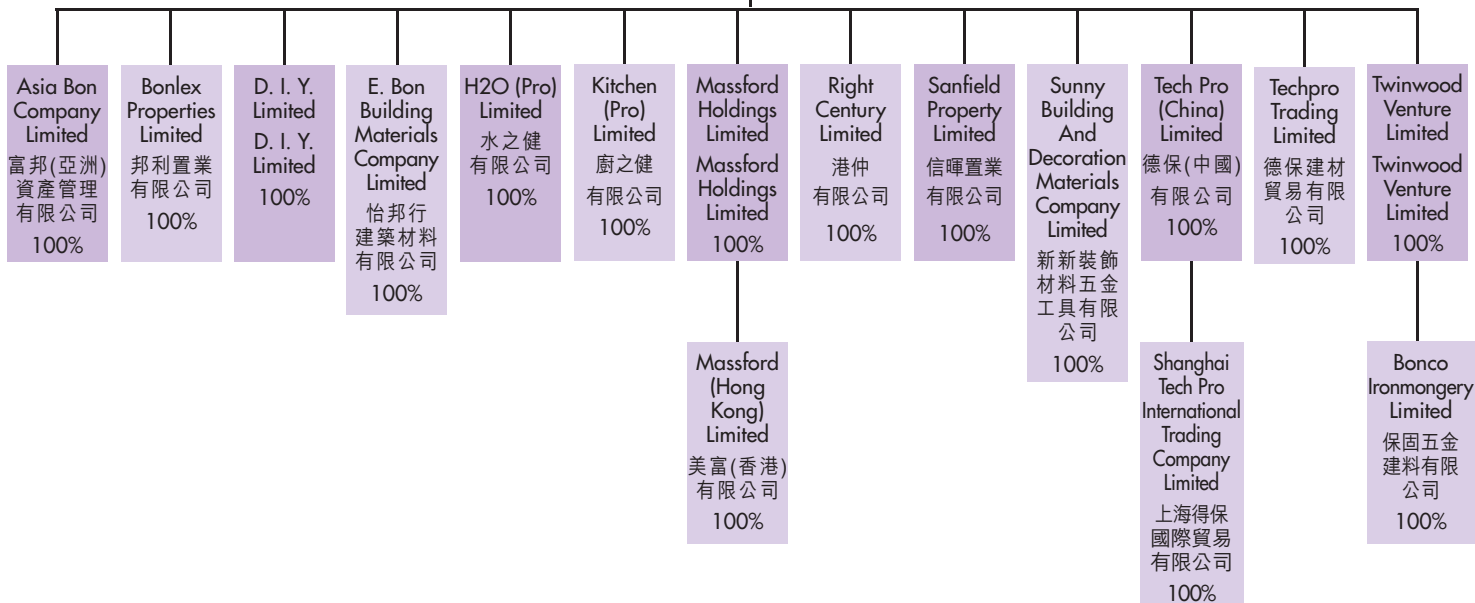 Asia Bon
Company
Limited
富邦(亞洲)
資產管理
有限公司
100%
Bonlex
Properties
Limited
邦利置業
有限公司
100%
D. I. Y.
Limited
D. I. Y.
Limited
100%
E. Bon
Building
Materials
Company
Limited
怡邦行
建築材料
有限公司
100%
H2O (Pro)
Limited
水之健
有限公司
100%
Kitchen
(Pro)
Limited
廚之健
有限公司
100%
Massford
Holdings
Limited
Massford
Holdings
Limited
100%
Right
Century
Limited
港仲
有限公司
100%
Sanfield
Property
Limited
信暉置業
有限公司
100%
Sunny
Building
And
Decoration
Materials
Company
Limited
新新裝飾
材料五金
工具有限
公司
100%
Tech Pro
(China)
Limited
德保(中國)
有限公司
100%
Techpro
Trading
Limited
德保建材
貿易有限
公司
100%
Twinwood
Venture
Limited
Twinwood
Venture
Limited
100%
Massford
(Hong
Kong)
Limited
美富(香港)
有限公司
100%
Shanghai
Tech Pro
International
Trading
Company
Limited
上海得保
國際貿易
有限公司
100%
Bonco
Ironmongery
Limited
保固五金
建料有限
公司
100%